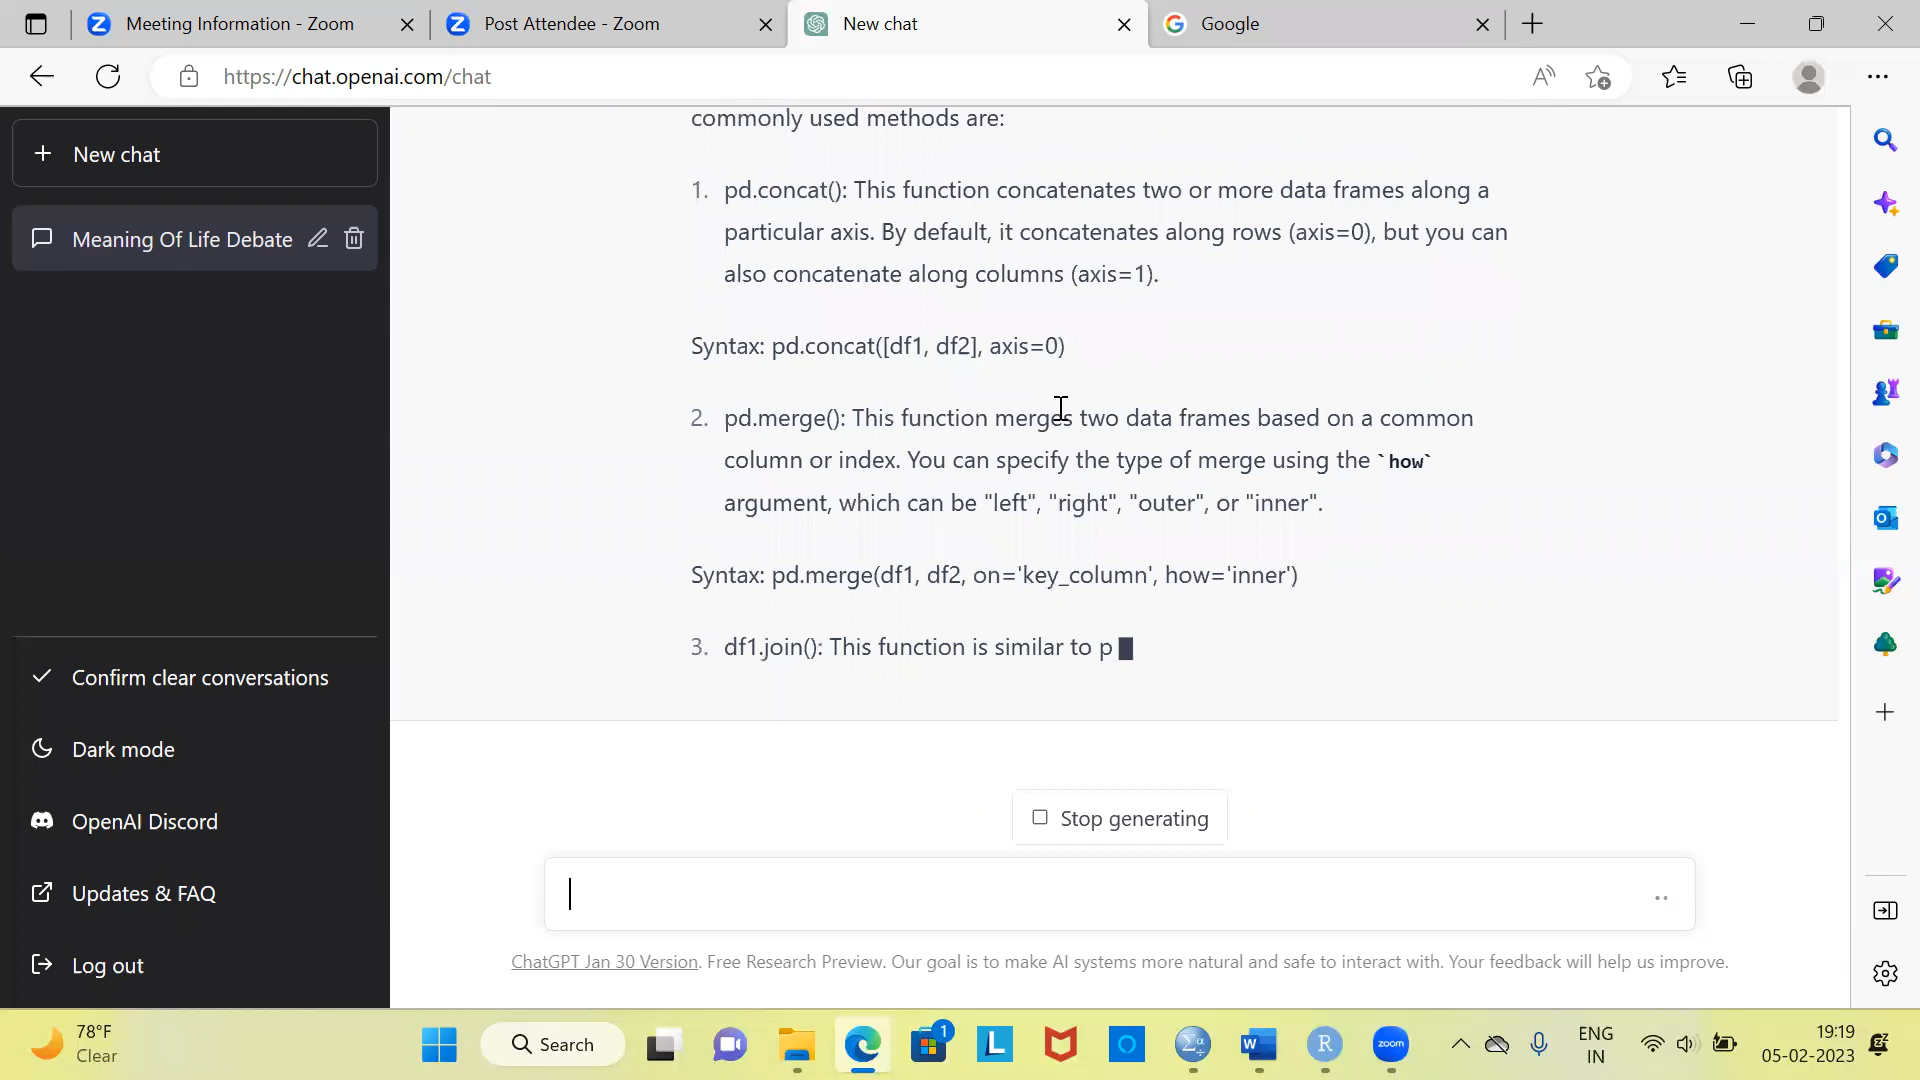 Meeting Information - Zoom
Post Attendee - Zoom
New chat
Google
https://chat.openai.com/chat
New chat
Meaning Of Life Debate
Confirm clear conversations
Dark mode
OpenAI Discord
Updates & FAQ
Log out
commonly used methods are:
1. pd.concat(): This function concatenates two or more data frames along a
particular axis. By default, it concatenates along rows (axis=0), but you can
also concatenate along columns (axis=1).
Syntax: pd.concat([df1, df2], axis=0)
2. pd.merge(): This function merges two data frames based on a common
column or index. You can specify the type of merge using the `how`
argument, which can be "left", "right", "outer", or "inner".
Syntax: pd.merge(df1, df2, on='key_column', how='inner')
3. df1.join(): This function is similar to p
Stop generating
ChatGPT Jan 30 Version. Free Research Preview. Our goal is to make AI systems more natural and safe to interact with. Your feedback will help us improve.
78°F
Clear
Search
1
L
W
R
zoom
ENG
IN
19:19
05-02-2023